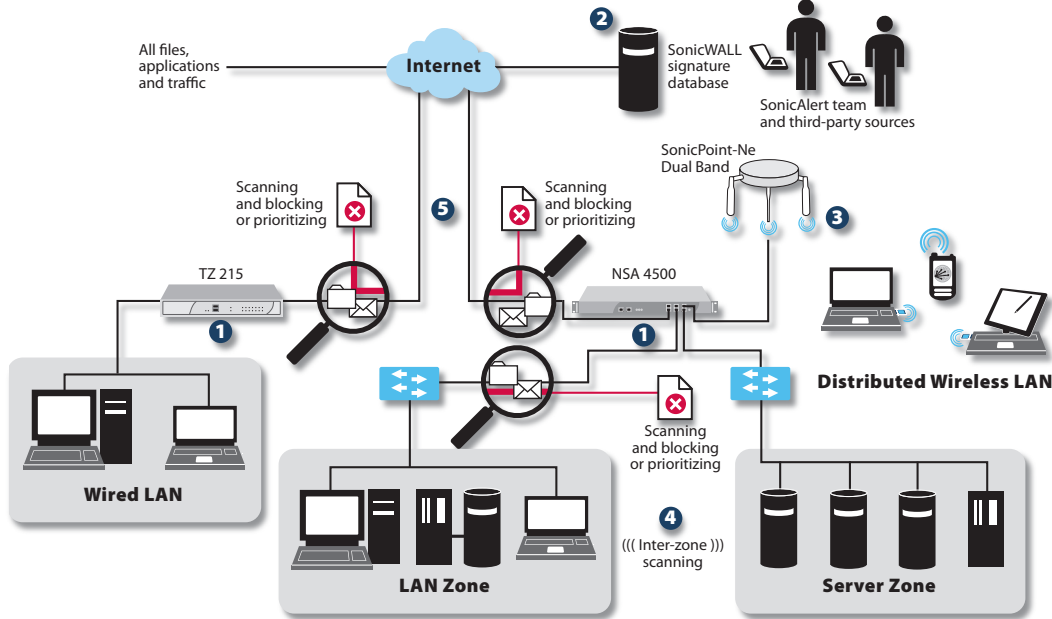 All files,
applications
and traffic
Internet
2
SonicWALL
signature
database
SonicAlert team
and third-party sources
SonicPoint-Ne
Dual Band
3
Scanning
and blocking
or prioritizing
5
Scanning
and blocking
or prioritizing
TZ 215
1
NSA 4500
1
Distributed Wireless LAN
Scanning
and blocking
or prioritizing
Wired LAN
4
((( Inter-zone )))
scanning
LAN Zone
Server Zone